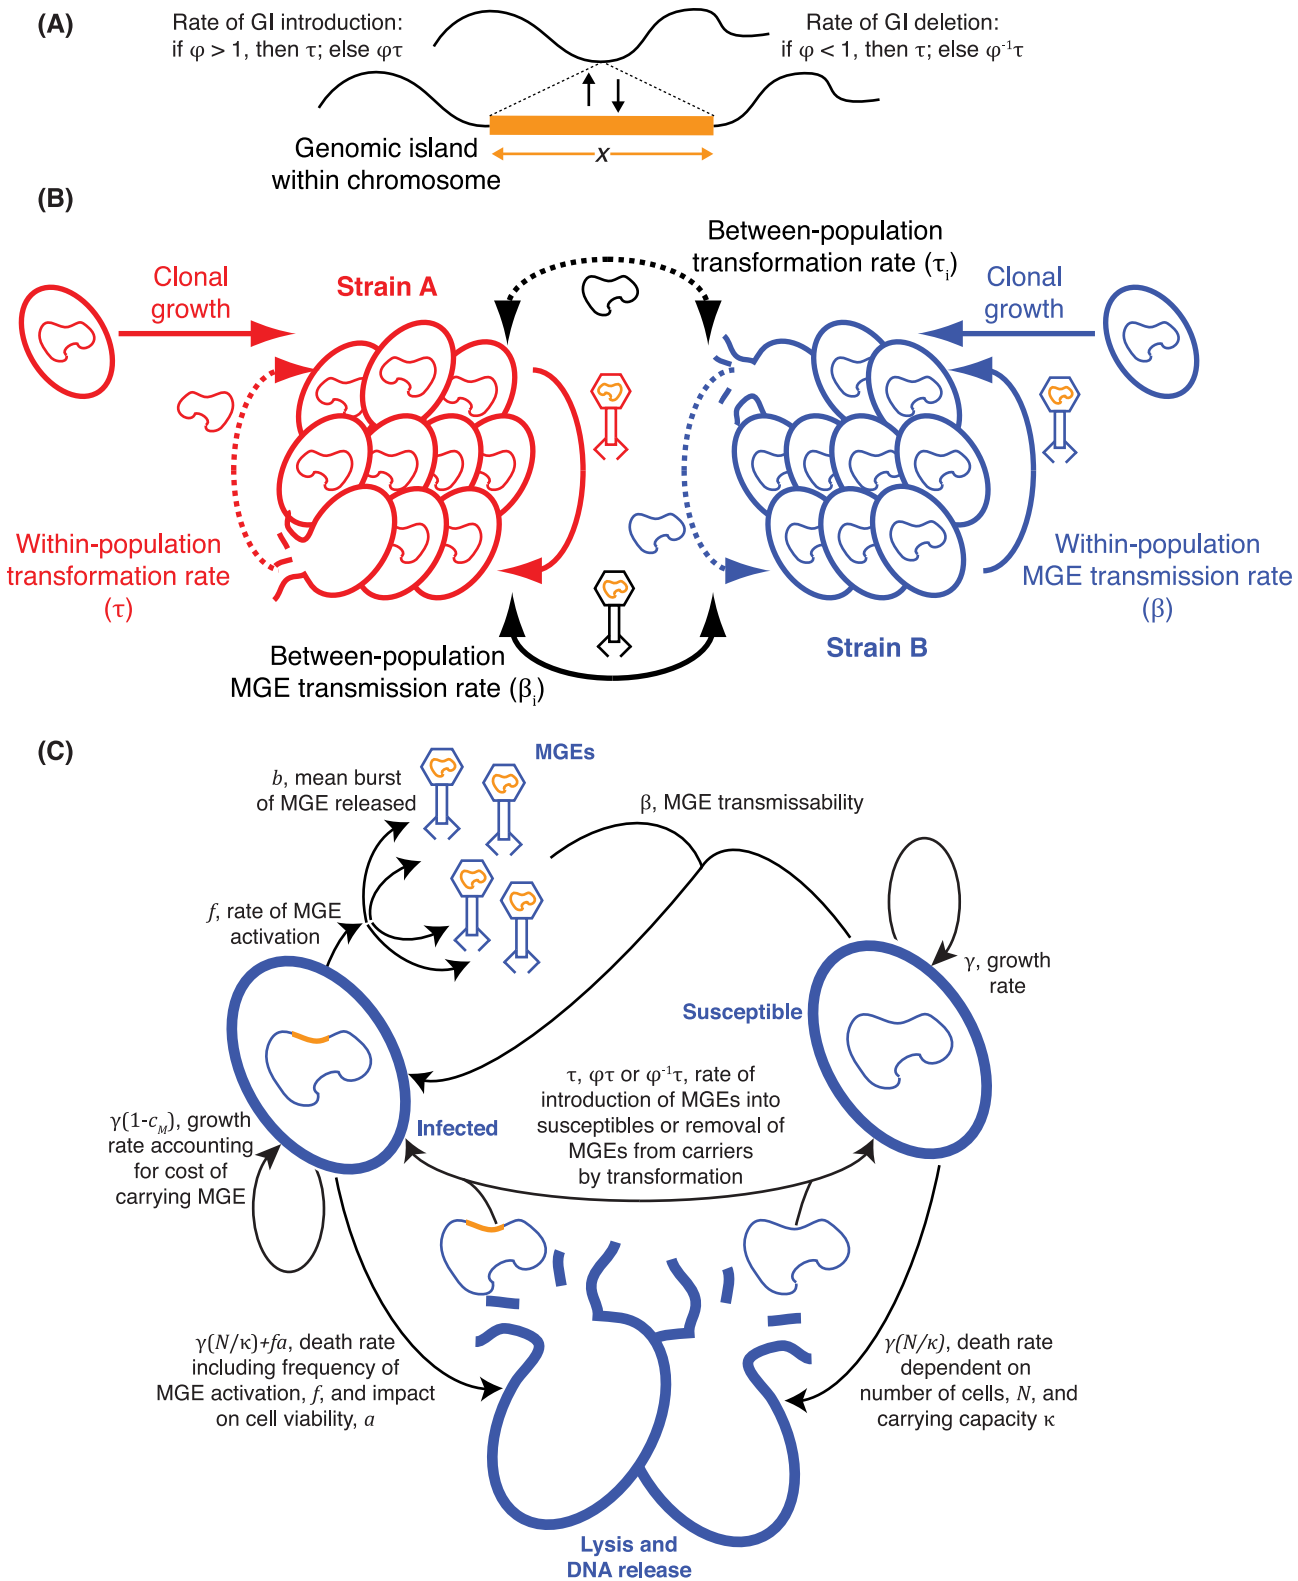 (A)
Rate of GI introduction:
if φ > 1, then τ; else φτ
Rate of GI deletion:
if φ < 1, then τ; else φ⁻¹τ
Genomic island
within chromosome
x
(B)
Between-population
transformation rate (τᵢ)
Clonal
growth
Strain A
Clonal
growth
Within-population
transformation rate
(τ)
Within-population
MGE transmission rate
(β)
Between-population
MGE transmission rate (βᵢ)
Strain B
(C)
MGEs
b, mean burst
of MGE released
β, MGE transmissability
f, rate of MGE
activation
γ, growth
rate
Susceptible
τ, φτ or φ⁻¹τ, rate of
introduction of MGEs into
susceptibles or removal of
MGEs from carriers
by transformation
Infected
γ(1-c_M), growth
rate accounting
for cost of
carrying MGE
γ(N/κ)+fa, death rate
including frequency of
MGE activation, f, and impact
on cell viability, a
γ(N/κ), death rate
dependent on
number of cells, N, and
carrying capacity κ
Lysis and
DNA release